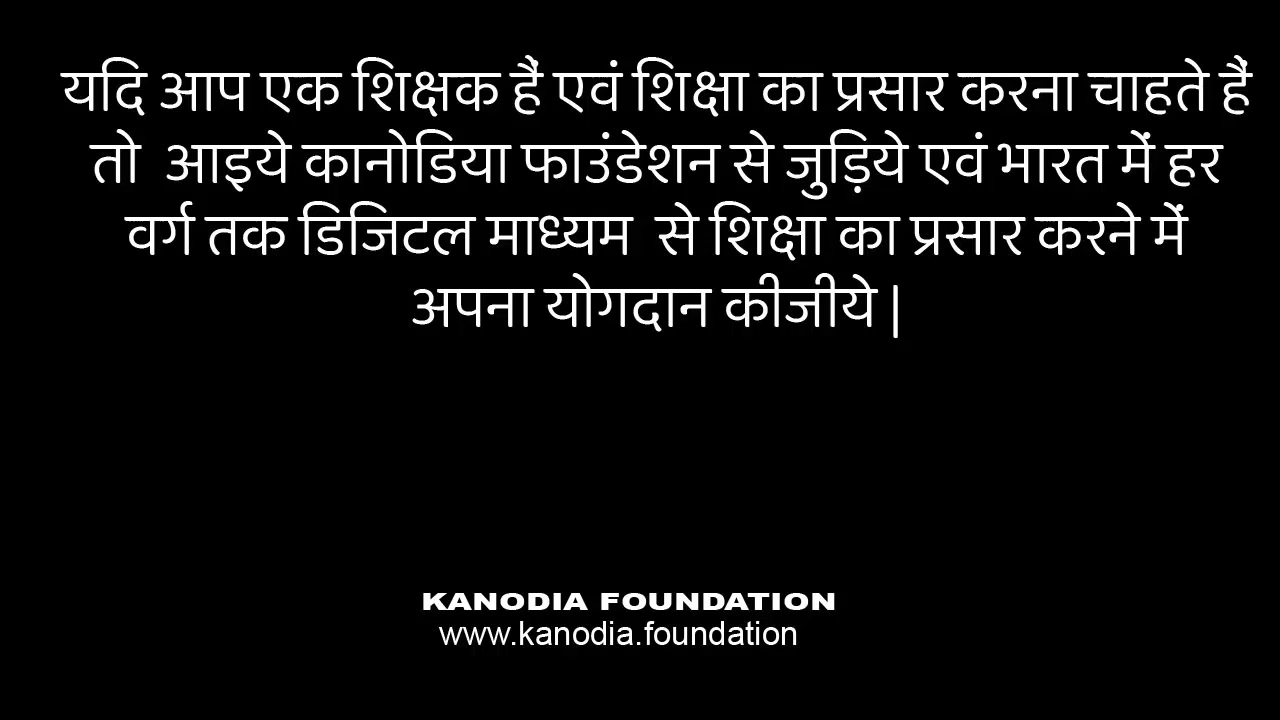 यदि आप एक शिक्षक हैं एवं शिक्षा का प्रसार करना चाहते हैं
तो आइये कानोडिया फाउंडेशन से जुड़िये एवं भारत में हर
वर्ग तक डिजिटल माध्यम से शिक्षा का प्रसार करने में
अपना योगदान कीजीये |
KANODIA FOUNDATION
www.kanodia.foundation